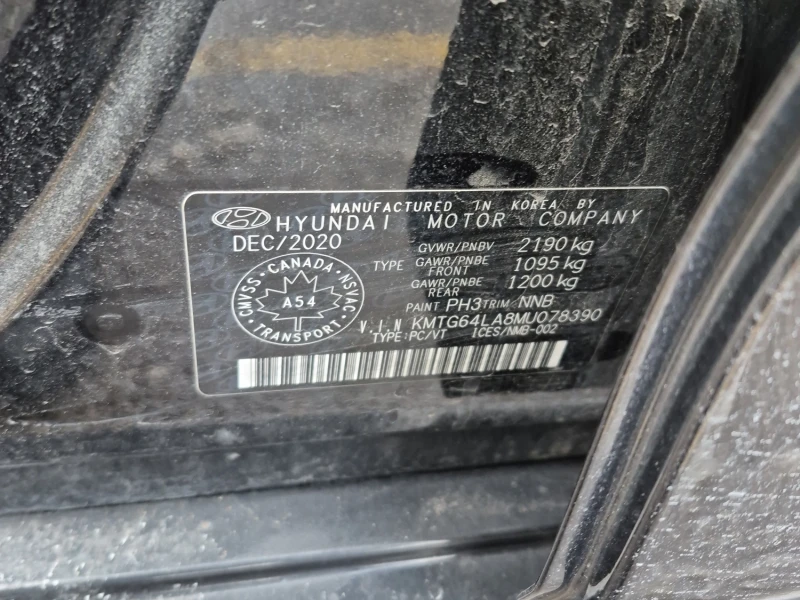 MANUFACTURED IN KOREA BY
HYUNDAI MOTOR COMPANY
DEC/2020
GVWR/PNBV 2190 kg
TYPE GAWR/PNBE FRONT 1095 kg
GAWR/PNBE REAR 1200 kg
PAINT PH3 TRIM NNB
V.I.N KMTG64LA8MU078390
TYPE:PC/VT ICES/NMB-002
CANADA
CMVSS
NSVAC
A54
TRANSPORT